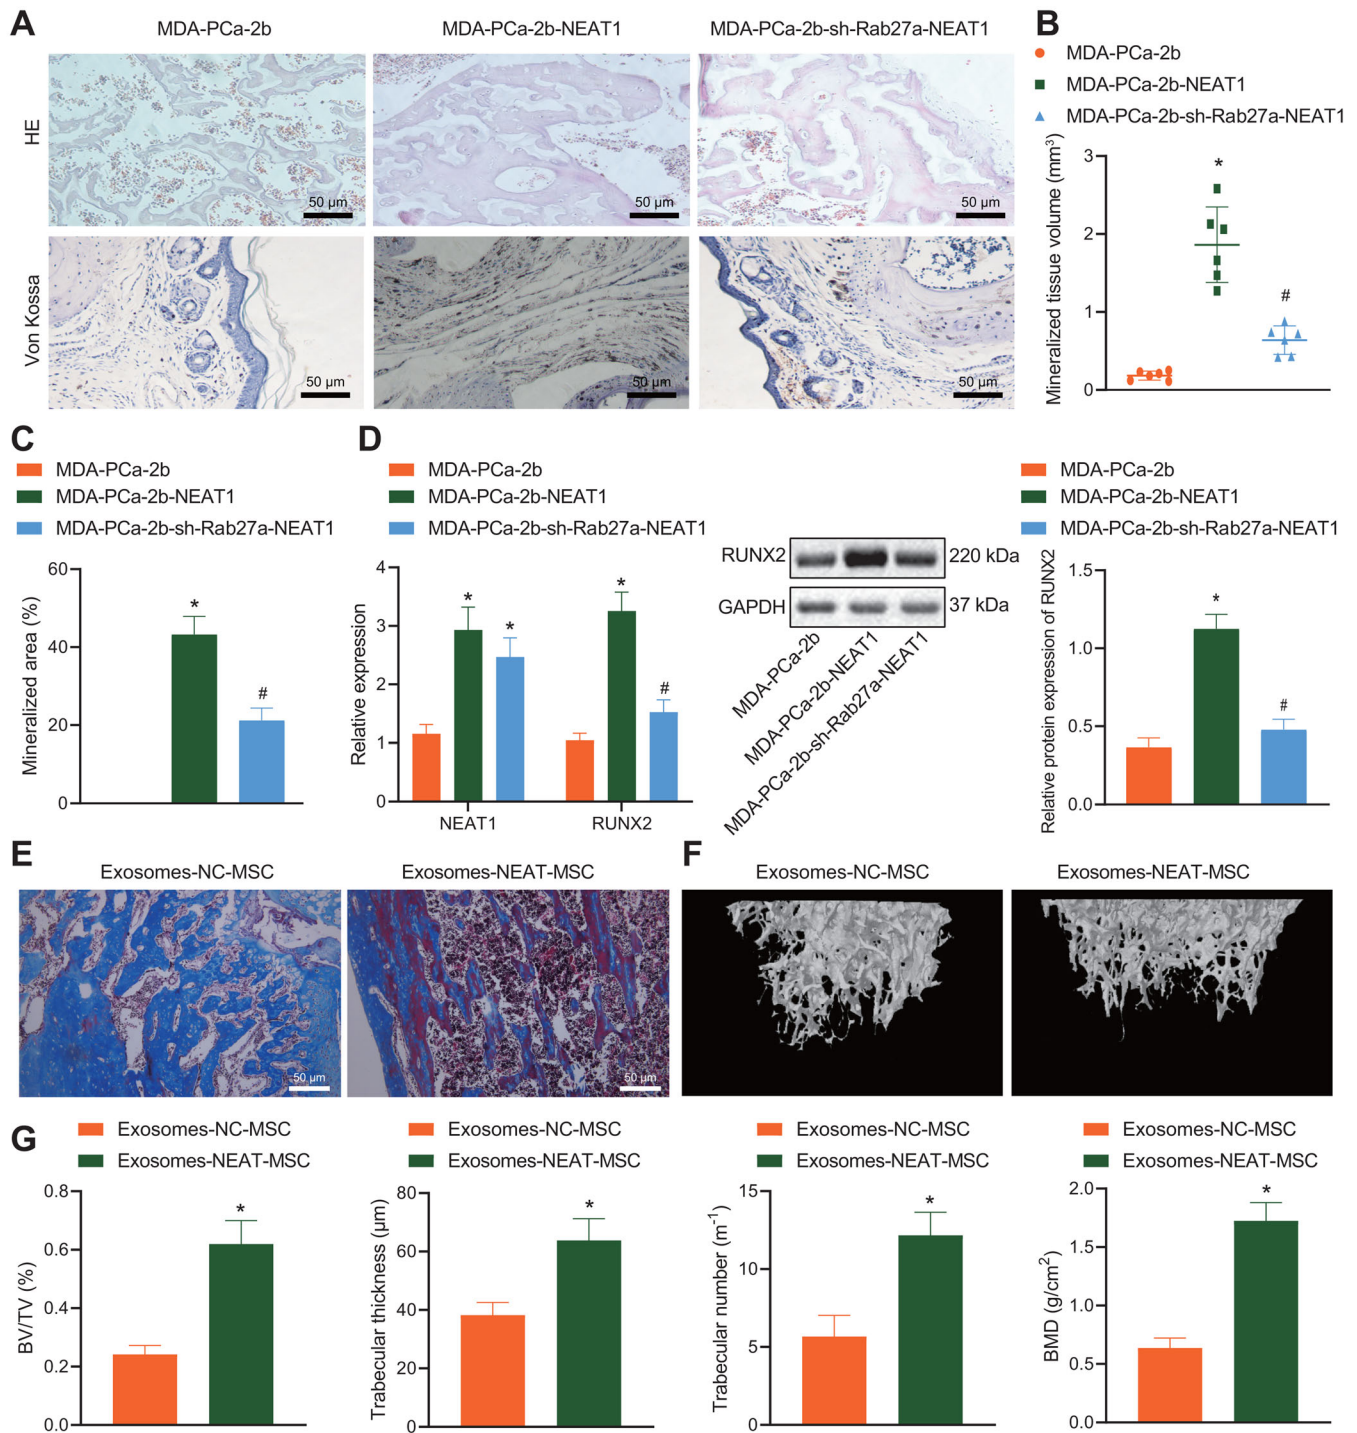 A
MDA-PCa-2b
MDA-PCa-2b-NEAT1
MDA-PCa-2b-sh-Rab27a-NEAT1
HE
50 µm
50 µm
50 µm
Von Kossa
50 µm
50 µm
50 µm
B
MDA-PCa-2b
MDA-PCa-2b-NEAT1
MDA-PCa-2b-sh-Rab27a-NEAT1
Mineralized tissue volume (mm³)
3
2
1
0
*
#
C
MDA-PCa-2b
MDA-PCa-2b-NEAT1
MDA-PCa-2b-sh-Rab27a-NEAT1
Mineralized area (%)
60
40
20
0
*
#
D
MDA-PCa-2b
MDA-PCa-2b-NEAT1
MDA-PCa-2b-sh-Rab27a-NEAT1
Relative expression
4
3
2
1
0
*
*
*
#
NEAT1
RUNX2
RUNX2
220 kDa
GAPDH
37 kDa
MDA-PCa-2b
MDA-PCa-2b-NEAT1
MDA-PCa-2b-sh-Rab27a-NEAT1
MDA-PCa-2b
MDA-PCa-2b-NEAT1
MDA-PCa-2b-sh-Rab27a-NEAT1
Relative protein expression of RUNX2
1.5
1.0
0.5
0.0
*
#
E
Exosomes-NC-MSC
Exosomes-NEAT-MSC
50 µm
50 µm
F
Exosomes-NC-MSC
Exosomes-NEAT-MSC
G
Exosomes-NC-MSC
Exosomes-NEAT-MSC
BV/TV (%)
0.8
0.6
0.4
0.2
0.0
*
Exosomes-NC-MSC
Exosomes-NEAT-MSC
Trabecular thickness (µm)
80
60
40
20
0
*
Exosomes-NC-MSC
Exosomes-NEAT-MSC
Trabecular number (m⁻¹)
15
10
5
0
*
Exosomes-NC-MSC
Exosomes-NEAT-MSC
BMD (g/cm²)
2.0
1.5
1.0
0.5
0.0
*